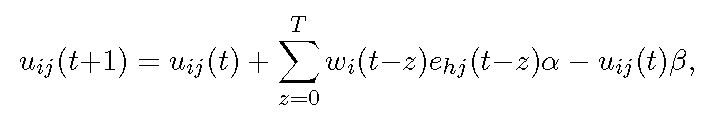 u_{ij}(t+1) = u_{ij}(t) + \sum_{z=0}^{T} w_i(t-z)e_{hj}(t-z)\alpha - u_{ij}(t)\beta,